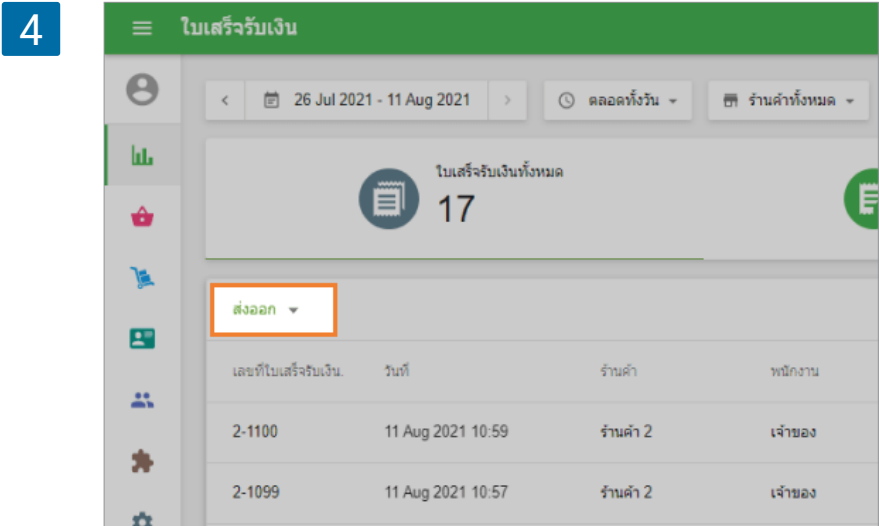 4
ใบเสร็จรับเงิน
26 Jul 2021 - 11 Aug 2021 ตลอดทั้งวัน ร้านค้าทั้งหมด
ใบเสร็จรับเงินทั้งหมด
17
ส่งออก
เลขที่ใบเสร็จรับเงิน. วันที่ ร้านค้า พนักงาน
2-1100 11 Aug 2021 10:59 ร้านค้า 2 เจ้าของ
2-1099 11 Aug 2021 10:57 ร้านค้า 2 เจ้าของ